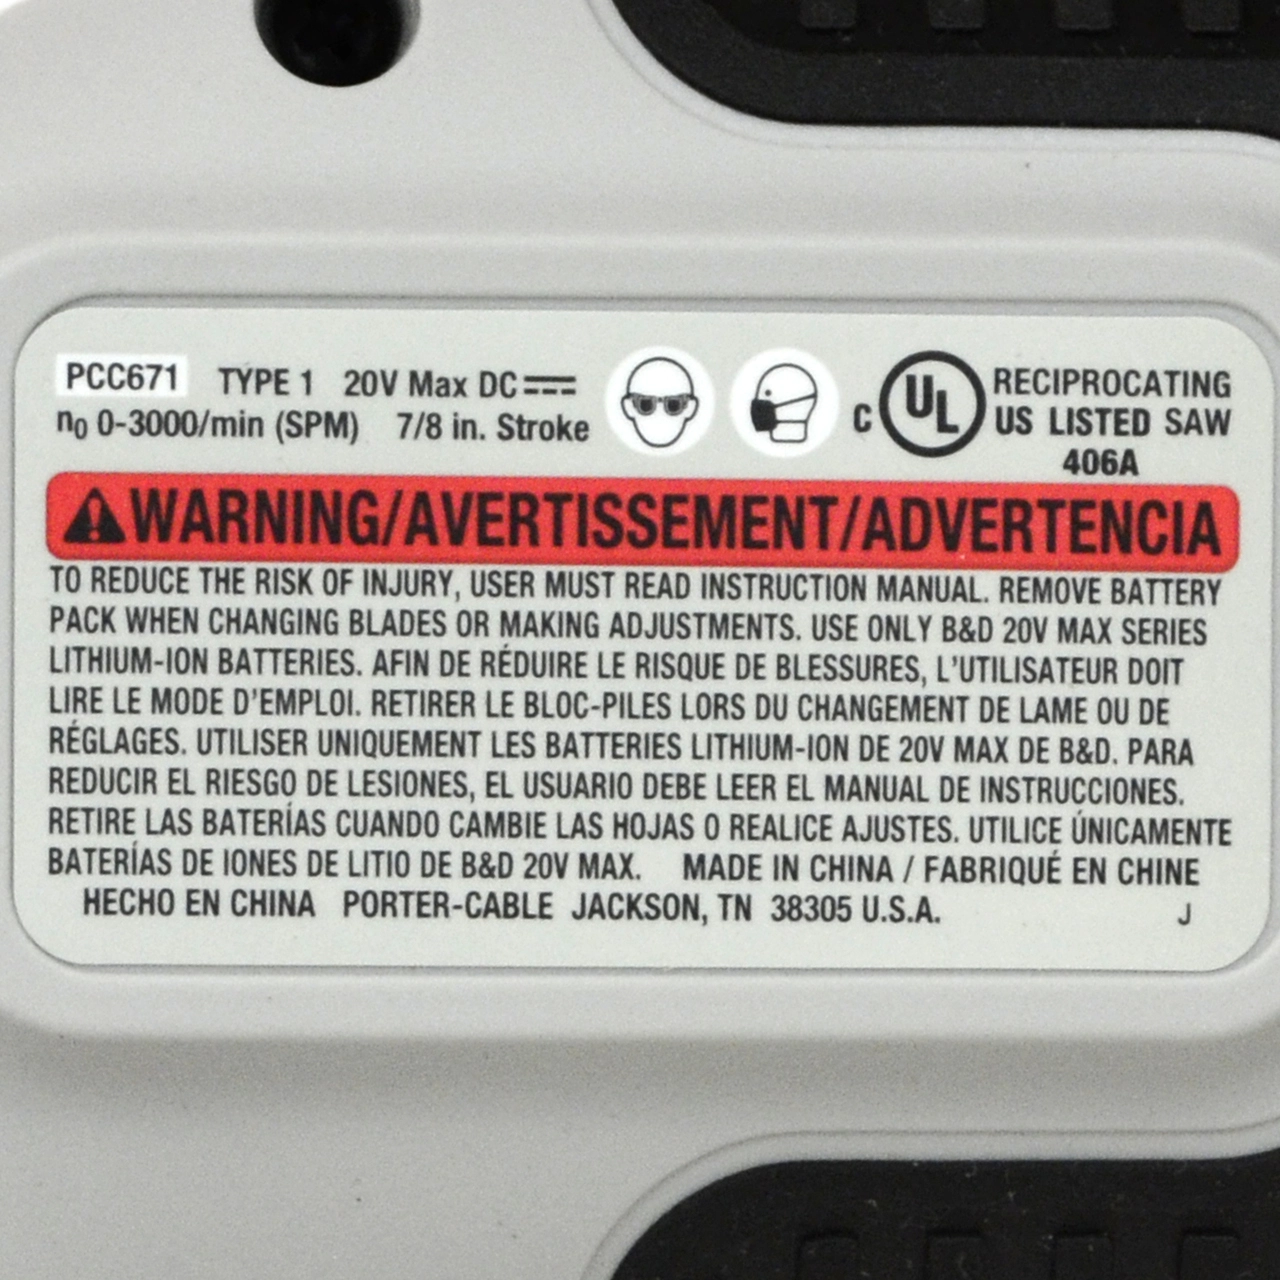 PCC671 TYPE 1 20V Max DC
n0 0-3000/min (SPM) 7/8 in. Stroke
C UL US LISTED
RECIPROCATING
SAW
406A
WARNING/AVERTISSEMENT/ADVERTENCIA
TO REDUCE THE RISK OF INJURY, USER MUST READ INSTRUCTION MANUAL. REMOVE BATTERY
PACK WHEN CHANGING BLADES OR MAKING ADJUSTMENTS. USE ONLY B&D 20V MAX SERIES
LITHIUM-ION BATTERIES. AFIN DE RÉDUIRE LE RISQUE DE BLESSURES, L'UTILISATEUR DOIT
LIRE LE MODE D'EMPLOI. RETIRER LE BLOC-PILES LORS DU CHANGEMENT DE LAME OU DE
RÉGLAGES. UTILISER UNIQUEMENT LES BATTERIES LITHIUM-ION DE 20V MAX DE B&D. PARA
REDUCIR EL RIESGO DE LESIONES, EL USUARIO DEBE LEER EL MANUAL DE INSTRUCCIONES.
RETIRE LAS BATERÍAS CUANDO CAMBIE LAS HOJAS O REALICE AJUSTES. UTILICE ÚNICAMENTE
BATERÍAS DE IONES DE LITIO DE B&D 20V MAX. MADE IN CHINA / FABRIQUÉ EN CHINE
HECHO EN CHINA PORTER-CABLE JACKSON, TN 38305 U.S.A. J